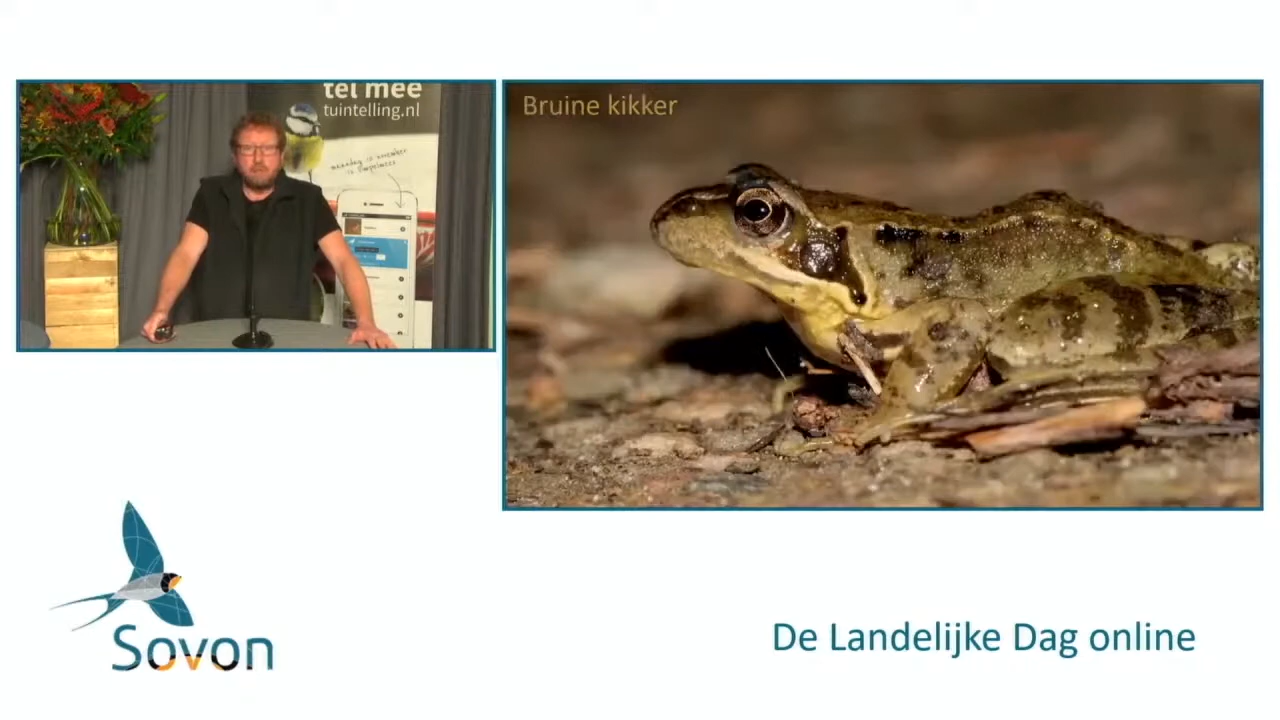 tel mee
tuintelling.nl
Bruine kikker
Sovon
De Landelijke Dag online